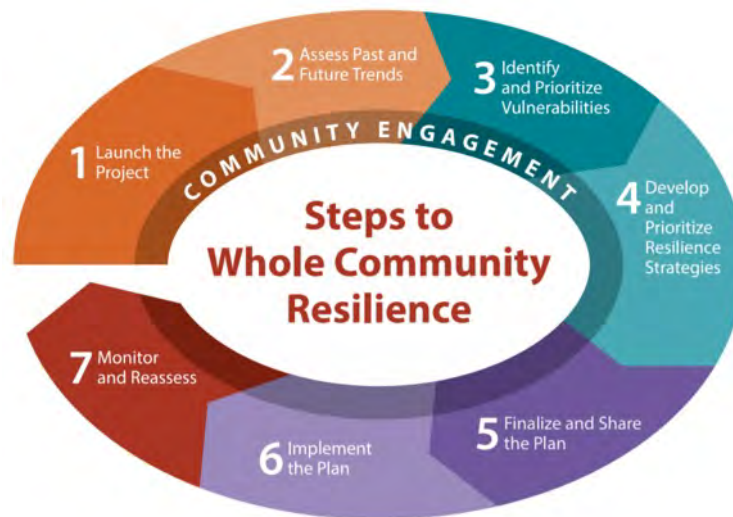 1 Launch the
Project
2 Assess Past and
Future Trends
3 Identify
and Prioritize
Vulnerabilities
4 Develop
and
Prioritize
Resilience
Strategies
5 Finalize and Share
the Plan
6 Implement
the Plan
7 Monitor
and Reassess
COMMUNITY ENGAGEMENT
Steps to
Whole Community
Resilience